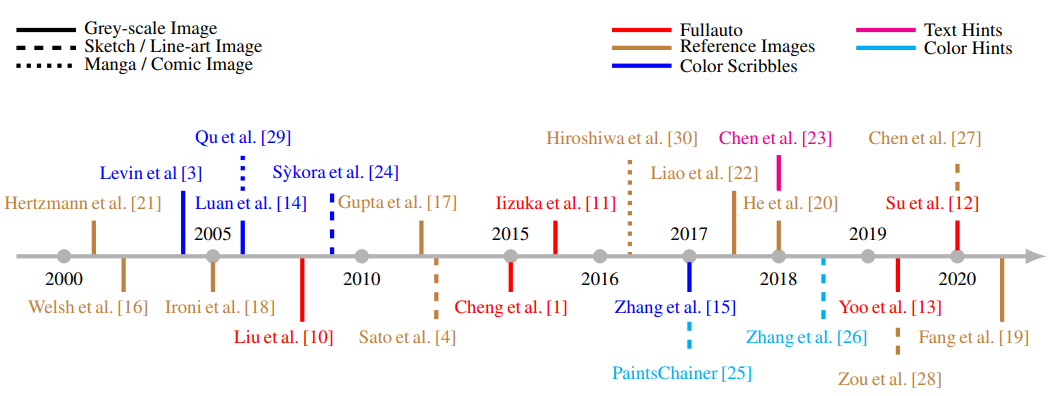 Grey-scale Image
Sketch / Line-art Image
Manga / Comic Image
Fullauto
Reference Images
Color Scribbles
Text Hints
Color Hints
Qu et al. [29]
Hiroshiwa et al. [30]
Chen et al. [23]
Chen et al. [27]
Levin et al [3]
Sỳkora et al. [24]
Liao et al. [22]
Hertzmann et al. [21]
Luan et al. [14]
Gupta et al. [17]
Iizuka et al. [11]
He et al. [20]
Su et al. [12]
2005
2015
2017
2019
2000
2010
2016
2018
2020
Welsh et al. [16]
Ironi et al. [18]
Cheng et al. [1]
Zhang et al. [15]
Yoo et al. [13]
Liu et al. [10]
Sato et al. [4]
Zhang et al. [26]
Fang et al. [19]
PaintsChainer [25]
Zou et al. [28]